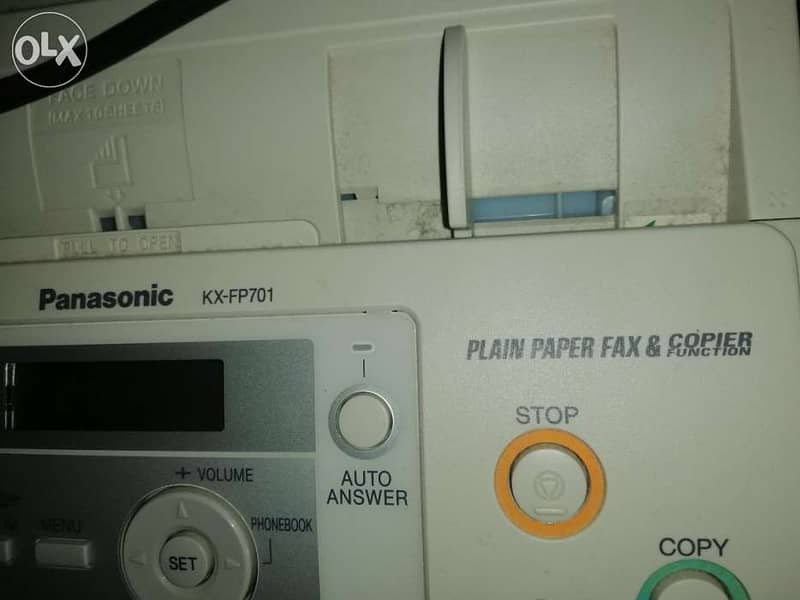 OLX
FACE DOWN
(MAX 10 SHEETS)
PULL TO OPEN
Panasonic KX-FP701
PLAIN PAPER FAX & COPIER FUNCTION
STOP
AUTO
ANSWER
+ VOLUME
MENU
PHONEBOOK
SET
COPY